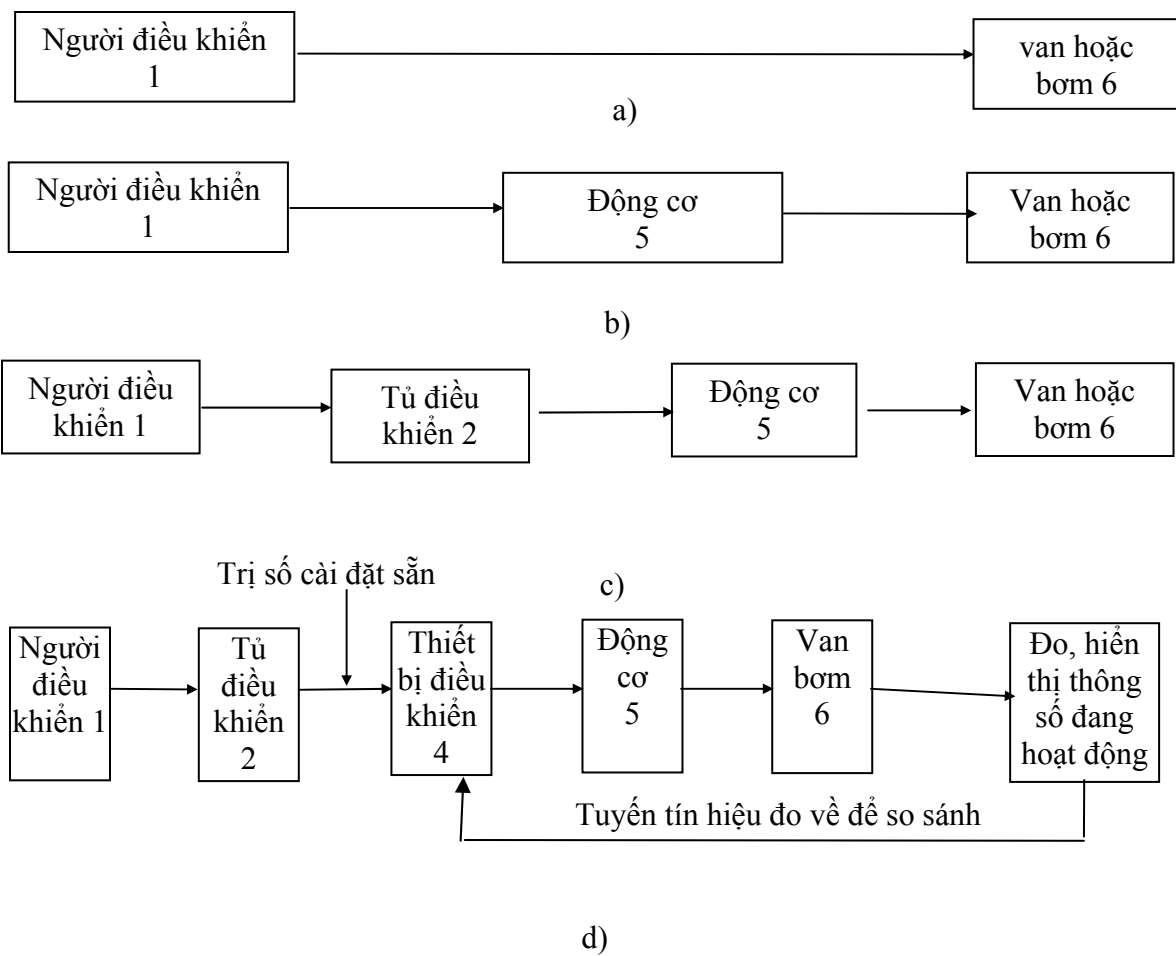 Người điều khiển
1
van hoặc
bơm 6
a)
Người điều khiển
1
Động cơ
5
Van hoặc
bơm 6
b)
Người điều
khiển 1
Tủ điều
khiển 2
Động cơ
5
Van hoặc
bơm 6
c)
Trị số cài đặt sẵn
Người
điều
khiển 1
Tủ
điều
khiển
2
Thiết
bị điều
khiển
4
Động
cơ
5
Van
bơm
6
Đo, hiển
thị thông
số đang
hoạt động
Tuyến tín hiệu đo về để so sánh
d)